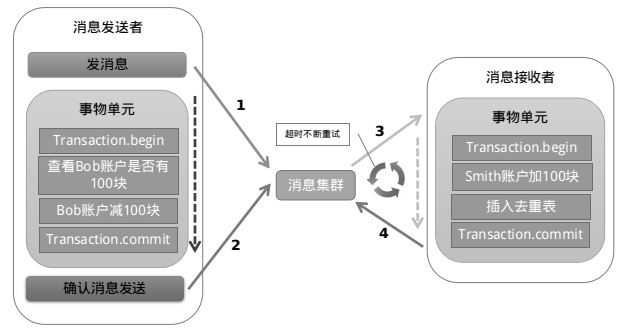 消息发送者
发消息
事物单元
Transaction.begin
查看Bob账户是否有
100块
Bob账户减100块
Transaction.commit
确认消息发送
1
2
超时不断重试
消息集群
3
4
消息接收者
事物单元
Transaction.begin
Smith账户加100块
插入去重表
Transaction.commit